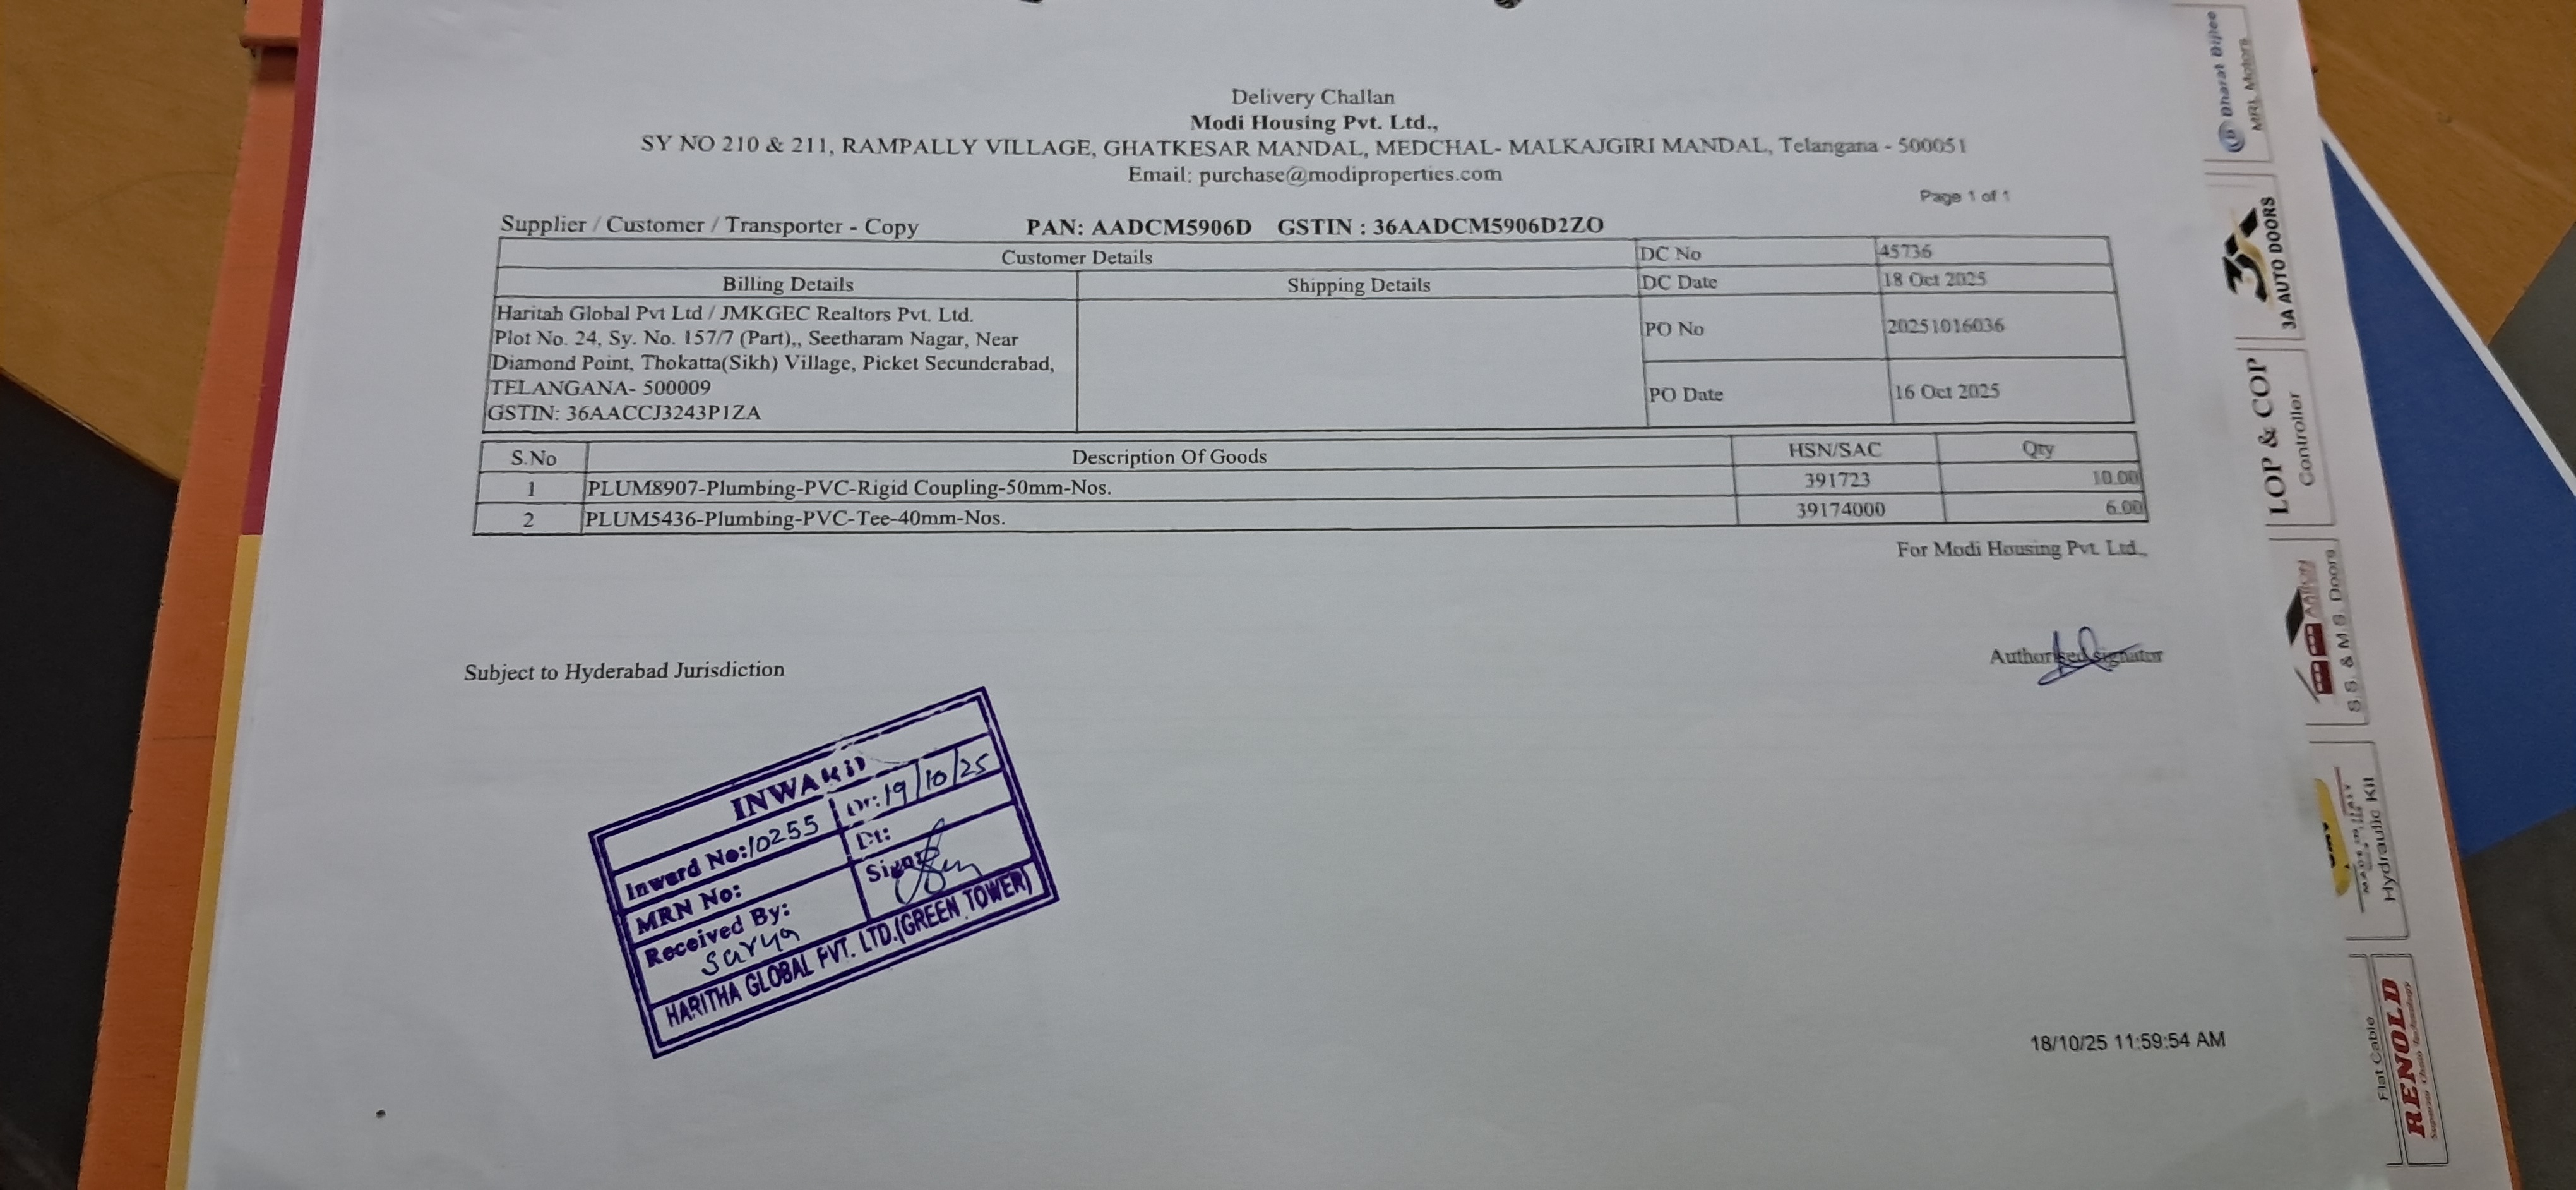 Delivery Challan
Modi Housing Pvt. Ltd.,
SY NO 210 & 211, RAMPALLY VILLAGE, GHATKESAR MANDAL, MEDCHAL- MALKAJGIRI MANDAL, Telangana - 500051
Email: purchase@modiproperties.com
Page 1 of 1
Supplier / Customer / Transporter - Copy PAN: AADCM5906D GSTIN : 36AADCM5906D2ZO
Customer Details
Billing Details Shipping Details
Haritah Global Pvt Ltd / JMKGEC Realtors Pvt. Ltd.
Plot No. 24, Sy. No. 157/7 (Part),, Seetharam Nagar, Near
Diamond Point, Thokatta(Sikh) Village, Picket Secunderabad,
TELANGANA- 500009
GSTIN: 36AACCJ3243P1ZA
DC No 45736
DC Date 18 Oct 2025
PO No 20251016036
PO Date 16 Oct 2025
S.No Description Of Goods HSN/SAC Qty
1 PLUM8907-Plumbing-PVC-Rigid Coupling-50mm-Nos. 391723 10.00
2 PLUM5436-Plumbing-PVC-Tee-40mm-Nos. 39174000 6.00
For Modi Housing Pvt. Ltd.,
Authorised signator
Subject to Hyderabad Jurisdiction
INWARD
Inward No: 10255 Dt: 19/10/25
MRN No: Dt:
Received By: Sign:
surya
HARITHA GLOBAL PVT. LTD.(GREEN TOWER)
18/10/25 11:59:54 AM
Bharat Bijlee
MRL Motors
3A AUTO DOORS
LOP & COP
Controller
S.S. & M.S. Doors
Hydraulic Kit
Flat Cable
RENOLD